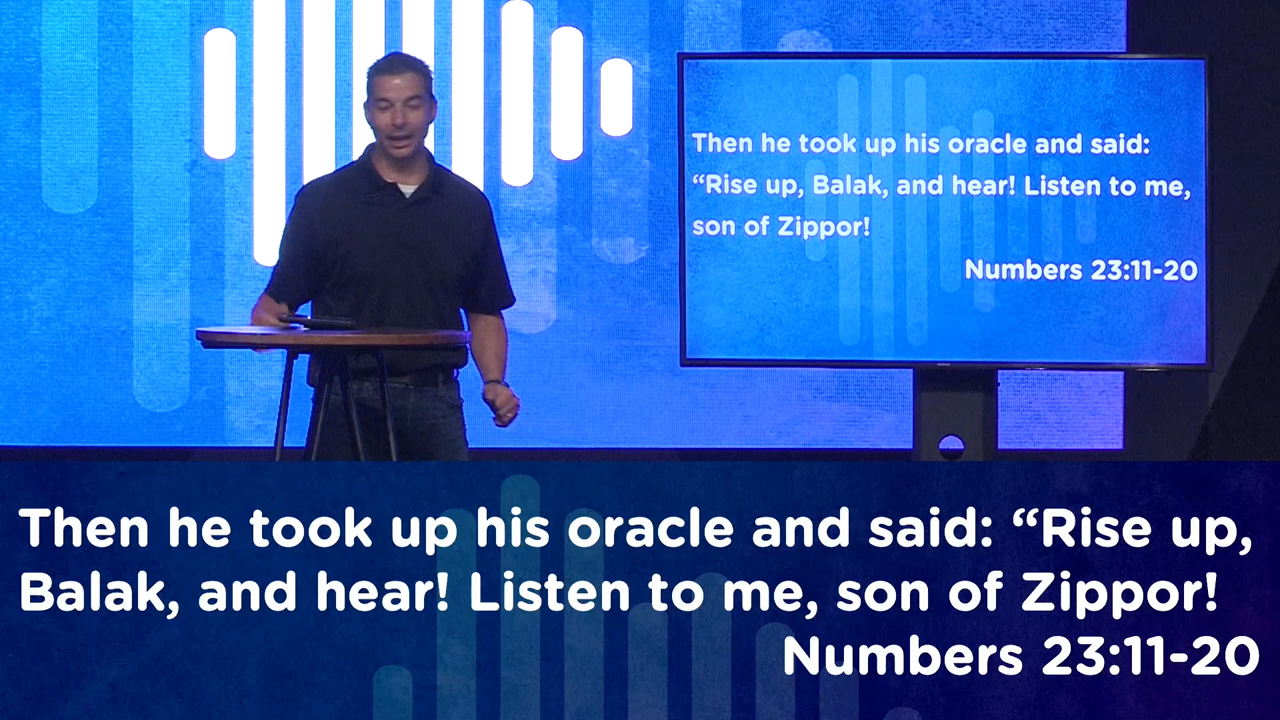 Then he took up his oracle and said:
“Rise up, Balak, and hear! Listen to me,
son of Zippor!
Numbers 23:11-20
Then he took up his oracle and said: “Rise up,
Balak, and hear! Listen to me, son of Zippor!
Numbers 23:11-20